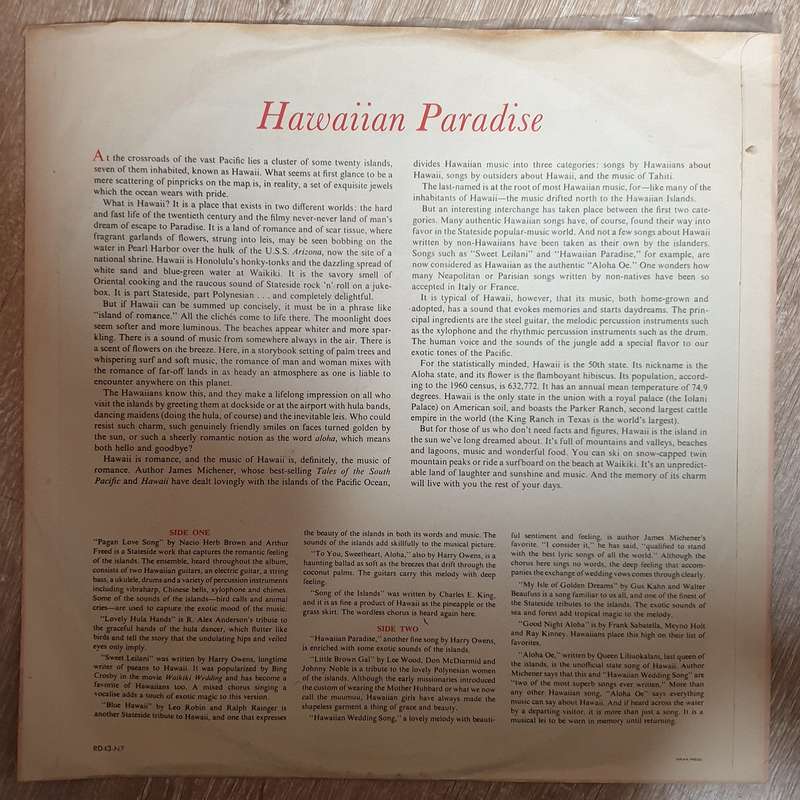 Hawaiian Paradise
At the crossroads of the vast Pacific lies a cluster of some twenty islands,
seven of them inhabited, known as Hawaii. What seems at first glance to be a
mere scattering of pinpricks on the map is, in reality, a set of exquisite jewels
which the ocean wears with pride.
What is Hawaii? It is a place that exists in two different worlds: the hard
and fast life of the twentieth century and the filmy never-never land of man's
dream of escape to Paradise. It is a land of romance and of scar tissue, where
fragrant garlands of flowers, strung into leis, may be seen bobbing on the
water in Pearl Harbor over the hulk of the U.S.S. Arizona, now the site of a
national shrine. Hawaii is Honolulu's honky-tonks and the dazzling spread of
white sand and blue-green water at Waikiki. It is the savory smell of
Oriental cooking and the raucous sound of Stateside rock 'n' roll on a juke-
box. It is part Stateside, part Polynesian . . . and completely delightful.
But if Hawaii can be summed up concisely, it must be in a phrase like
"island of romance." All the clichés come to life there. The moonlight does
seem softer and more luminous. The beaches appear whiter and more spar-
kling. There is a sound of music from somewhere always in the air. There is
a scent of flowers on the breeze. Here, in a storybook setting of palm trees and
whispering surf and soft music, the romance of man and woman mixes with
the romance of far-off lands in as heady an atmosphere as one is liable to
encounter anywhere on this planet.
The Hawaiians know this, and they make a lifelong impression on all who
visit the islands by greeting them at dockside or at the airport with hula bands,
dancing maidens (doing the hula, of course) and the inevitable leis. Who could
resist such charm, such genuinely friendly smiles on faces turned golden by
the sun, or such a sheerly romantic notion as the word aloha, which means
both hello and goodbye?
Hawaii is romance, and the music of Hawaii is, definitely, the music of
romance. Author James Michener, whose best-selling Tales of the South
Pacific and Hawaii have dealt lovingly with the islands of the Pacific Ocean,
divides Hawaiian music into three categories: songs by Hawaiians about
Hawaii, songs by outsiders about Hawaii, and the music of Tahiti.
The last-named is at the root of most Hawaiian music, for—like many of the
inhabitants of Hawaii—the music drifted north to the Hawaiian Islands.
But an interesting interchange has taken place between the first two cate-
gories. Many authentic Hawaiian songs have, of course, found their way into
favor in the Stateside popular-music world. And not a few songs about Hawaii
written by non-Hawaiians have been taken as their own by the islanders.
Songs such as "Sweet Leilani" and "Hawaiian Paradise," for example, are
now considered as Hawaiian as the authentic "Aloha Oe." One wonders how
many Neapolitan or Parisian songs written by non-natives have been so
accepted in Italy or France.
It is typical of Hawaii, however, that its music, both home-grown and
adopted, has a sound that evokes memories and starts daydreams. The prin-
cipal ingredients are the steel guitar, the melodic percussion instruments such
as the xylophone and the rhythmic percussion instruments such as the drum.
The human voice and the sounds of the jungle add a special flavor to our
exotic tones of the Pacific.
For the statistically minded, Hawaii is the 50th state. Its nickname is the
Aloha state, and its flower is the flamboyant hibiscus. Its population, accord-
ing to the 1960 census, is 632,772. It has an annual mean temperature of 74.9
degrees. Hawaii is the only state in the union with a royal palace (the Iolani
Palace) on American soil, and boasts the Parker Ranch, second largest cattle
empire in the world (the King Ranch in Texas is the world's largest).
But for those of us who don't need facts and figures, Hawaii is the island in
the sun we've long dreamed about. It's full of mountains and valleys, beaches
and lagoons, music and wonderful food. You can ski on snow-capped twin
mountain peaks or ride a surfboard on the beach at Waikiki. It's an unpredict-
able land of laughter and sunshine and music. And the memory of its charm
will live with you the rest of your days.
SIDE ONE
"Pagan Love Song" by Nacio Herb Brown and Arthur
Freed is a Stateside work that captures the romantic feeling
of the islands. The ensemble, heard throughout the album,
consists of two Hawaiian guitars, an electric guitar, a string
bass, a ukulele, drums and a variety of percussion instruments
including vibraharp, Chinese bells, xylophone and chimes.
Some of the sounds of the islands—bird calls and animal
cries—are used to capture the exotic mood of the music.
"Lovely Hula Hands" is R. Alex Anderson's tribute to
the graceful hands of the hula dancer, which flutter like
birds and tell the story that the undulating hips and veiled
eyes only imply.
"Sweet Leilani" was written by Harry Owens, longtime
writer of paeans to Hawaii. It was popularized by Bing
Crosby in the movie Waikiki Wedding and has become a
favorite of Hawaiians too. A mixed chorus singing a
vocalise adds a touch of exotic magic to this version.
"Blue Hawaii" by Leo Robin and Ralph Rainger is
another Stateside tribute to Hawaii, and one that expresses
the beauty of the islands in both its words and music. The
sounds of the islands add skillfully to the musical picture.
"To You, Sweetheart, Aloha," also by Harry Owens, is a
haunting ballad as soft as the breezes that drift through the
coconut palms. The guitars carry this melody with deep
feeling.
"Song of the Islands" was written by Charles E. King,
and it is as fine a product of Hawaii as the pineapple or the
grass skirt. The wordless chorus is heard again here.
SIDE TWO
"Hawaiian Paradise," another fine song by Harry Owens,
is enriched with some exotic sounds of the islands.
"Little Brown Gal" by Lee Wood, Don McDiarmid and
Johnny Noble is a tribute to the lovely Polynesian women
of the islands. Although the early missionaries introduced
the custom of wearing the Mother Hubbard or what we now
call the muumuu, Hawaiian girls have always made the
shapeless garment a thing of grace and beauty.
"Hawaiian Wedding Song," a lovely melody with beauti-
ful sentiment and feeling, is author James Michener's
favorite. "I consider it," he has said, "qualified to stand
with the best lyric songs of all the world." Although the
chorus here sings no words, the deep feeling that accom-
panies the exchange of wedding vows comes through clearly.
"My Isle of Golden Dreams" by Gus Kahn and Walter
Beaufuss is a song familiar to us all, and one of the finest of
the Stateside tributes to the islands. The exotic sounds of
sea and forest add tropical magic to the melody.
"Good Night Aloha" is by Frank Sabatella, Meyno Holt
and Ray Kinney. Hawaiians place this high on their list of
favorites.
"Aloha Oe," written by Queen Liliuokalani, last queen of
the islands, is the unofficial state song of Hawaii. Author
Michener says that this and "Hawaiian Wedding Song" are
"two of the most superb songs ever written." More than
any other Hawaiian song, "Aloha Oe" says everything
music can say about Hawaii. And if heard across the water
by a departing visitor, it is more than just a song. It is a
musical lei to be worn in memory until returning.
RD43-N7